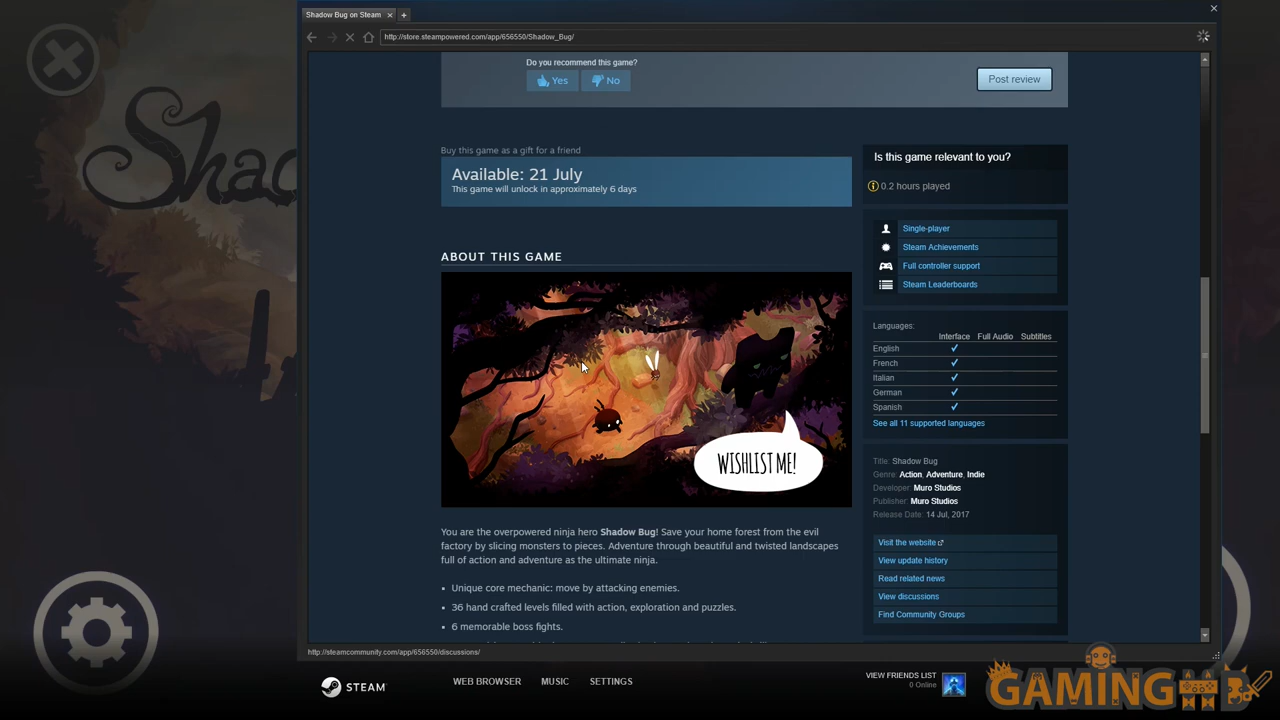 Shadow Bug on Steam
http://store.steampowered.com/app/656550/Shadow_Bug/
Shad
Do you recommend this game?
Yes
No
Post review
Buy this game as a gift for a friend
Available: 21 July
This game will unlock in approximately 6 days
Is this game relevant to you?
0.2 hours played
Single-player
Steam Achievements
Full controller support
Steam Leaderboards
ABOUT THIS GAME
WISHLIST ME!
Languages:
Interface Full Audio Subtitles
English ✔
French ✔
Italian ✔
German ✔
Spanish ✔
See all 11 supported languages
Title: Shadow Bug
Genre: Action, Adventure, Indie
Developer: Muro Studios
Publisher: Muro Studios
Release Date: 14 Jul, 2017
You are the overpowered ninja hero Shadow Bug! Save your home forest from the evil
factory by slicing monsters to pieces. Adventure through beautiful and twisted landscapes
full of action and adventure as the ultimate ninja.
• Unique core mechanic: move by attacking enemies.
• 36 hand crafted levels filled with action, exploration and puzzles.
• 6 memorable boss fights.
Visit the website
View update history
Read related news
View discussions
Find Community Groups
http://steamcommunity.com/app/656550/discussions/
STEAM
WEB BROWSER
MUSIC
SETTINGS
VIEW FRIENDS LIST
0 Online
GAMING HD